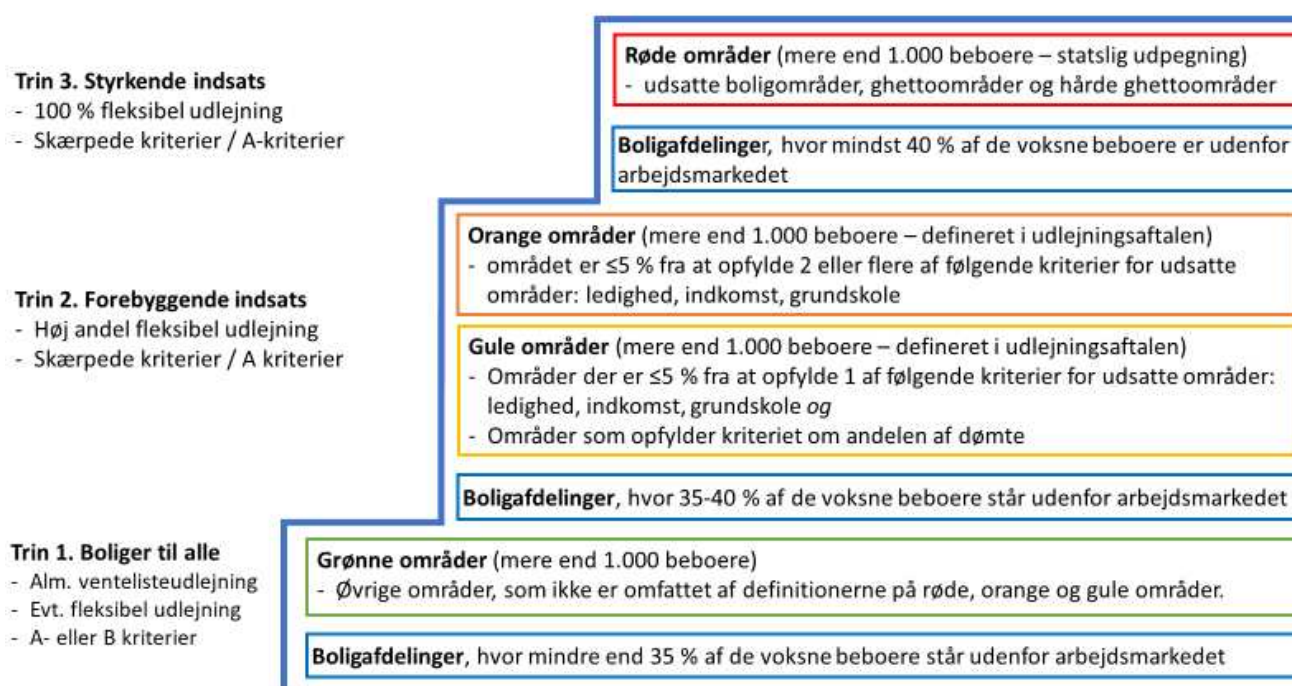 Trin 3. Styrkende indsats
- 100 % fleksibel udlejning
- Skærpede kriterier / A-kriterier
Røde områder (mere end 1.000 beboere – statslig udpegning)
- udsatte boligområder, ghettoområder og hårde ghettoområder
Boligafdelinger, hvor mindst 40 % af de voksne beboere er udenfor
arbejdsmarkedet
Trin 2. Forebyggende indsats
- Høj andel fleksibel udlejning
- Skærpede kriterier / A kriterier
Orange områder (mere end 1.000 beboere – defineret i udlejningsaftalen)
- området er ≤5 % fra at opfylde 2 eller flere af følgende kriterier for udsatte
områder: ledighed, indkomst, grundskole
Gule områder (mere end 1.000 beboere – defineret i udlejningsaftalen)
- Områder der er ≤5 % fra at opfylde 1 af følgende kriterier for udsatte områder:
ledighed, indkomst, grundskole og
- Områder som opfylder kriteriet om andelen af dømte
Boligafdelinger, hvor 35-40 % af de voksne beboere står udenfor arbejdsmarkedet
Trin 1. Boliger til alle
- Alm. ventelisteudlejning
- Evt. fleksibel udlejning
- A- eller B kriterier
Grønne områder (mere end 1.000 beboere)
- Øvrige områder, som ikke er omfattet af definitionerne på røde, orange og gule områder.
Boligafdelinger, hvor mindre end 35 % af de voksne beboere står udenfor arbejdsmarkedet